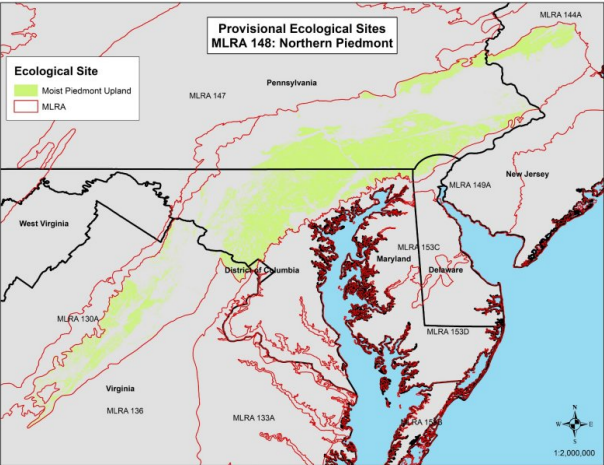 Provisional Ecological Sites
MLRA 148: Northern Piedmont
MLRA 144A
Ecological Site
Moist Piedmont Upland
MLRA
Pennsylvania
MLRA 147
New Jersey
MLRA 149A
West Virginia
MLRA 153C
Maryland
Delaware
District of Columbia
MLRA 130A
MLRA 153D
Virginia
MLRA 136
MLRA 133A
N
W
E
S
1:2,000,000